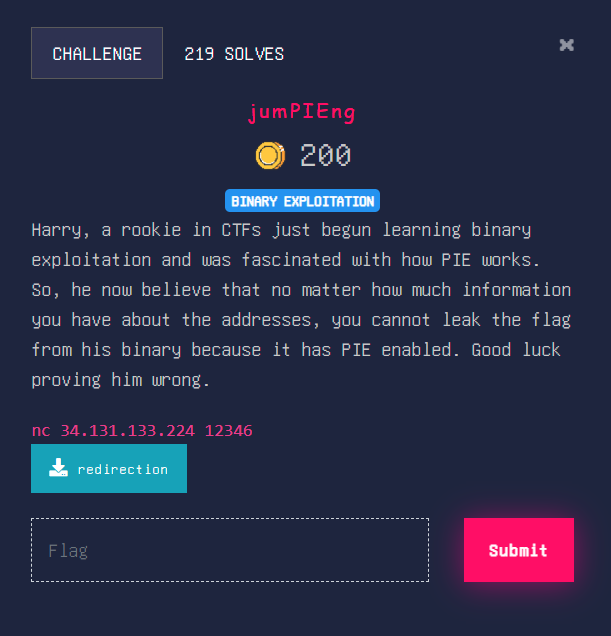 CHALLENGE 219 SOLVES
jumPIEng
200
BINARY EXPLOITATION
Harry, a rookie in CTFs just begun learning binary
exploitation and was fascinated with how PIE works.
So, he now believe that no matter how much information
you have about the addresses, you cannot leak the flag
from his binary because it has PIE enabled. Good luck
proving him wrong.
nc 34.131.133.224 12346
redirection
Flag
Submit